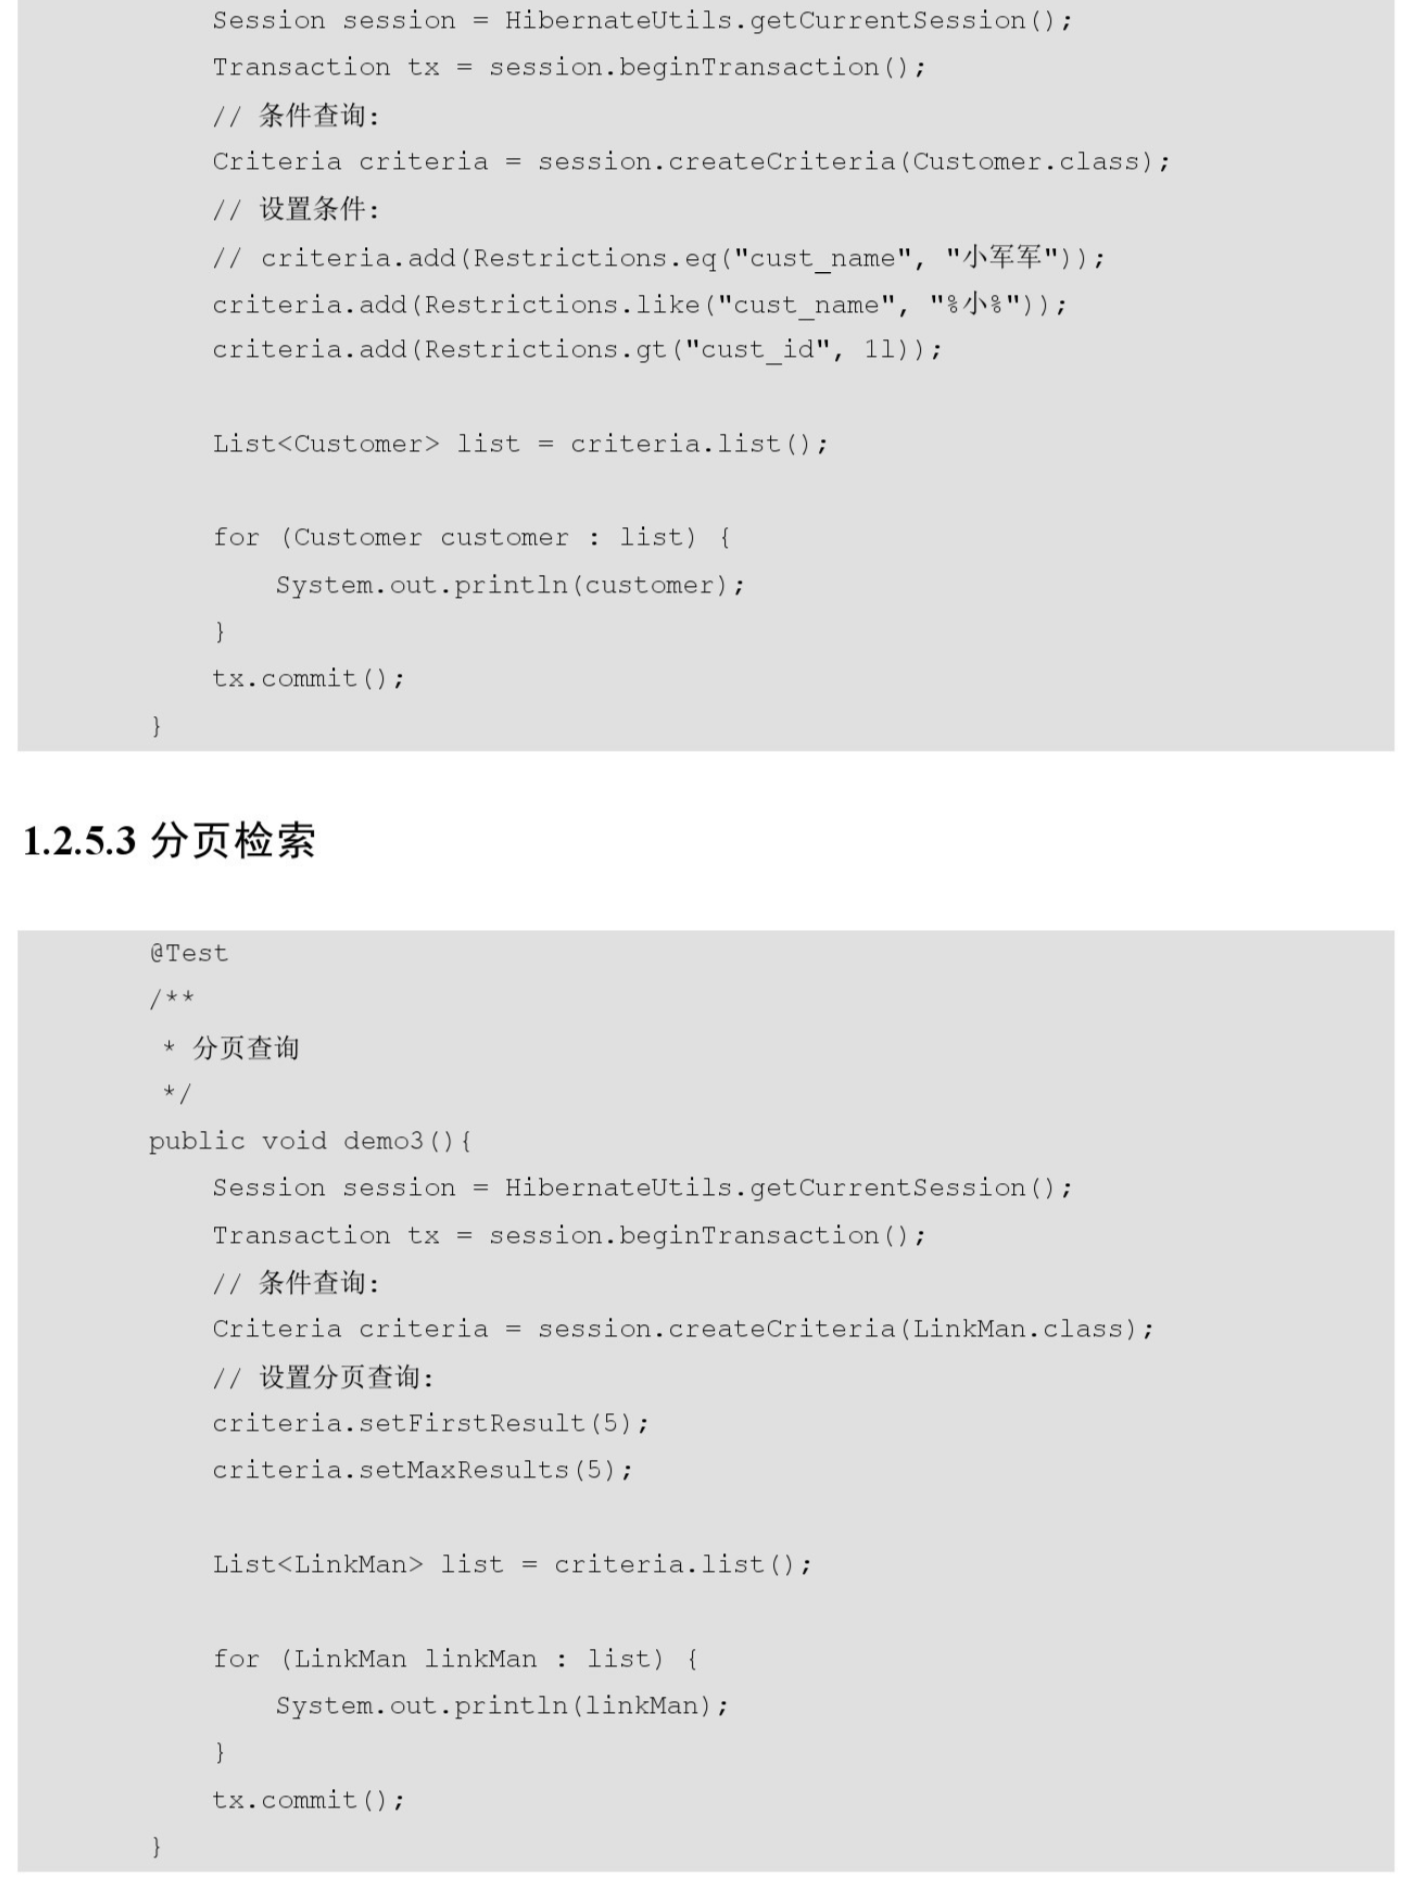 Session session = HibernateUtils.getCurrentSession();
Transaction tx = session.beginTransaction();
// 条件查询:
Criteria criteria = session.createCriteria(Customer.class);
// 设置条件:
// criteria.add(Restrictions.eq("cust_name", "小军军"));
criteria.add(Restrictions.like("cust_name", "%小%"));
criteria.add(Restrictions.gt("cust_id", 1l));
List<Customer> list = criteria.list();
for (Customer customer : list) {
System.out.println(customer);
}
tx.commit();
}
1.2.5.3 分页检索
@Test
/**
* 分页查询
*/
public void demo3(){
Session session = HibernateUtils.getCurrentSession();
Transaction tx = session.beginTransaction();
// 条件查询:
Criteria criteria = session.createCriteria(LinkMan.class);
// 设置分页查询:
criteria.setFirstResult(5);
criteria.setMaxResults(5);
List<LinkMan> list = criteria.list();
for (LinkMan linkMan : list) {
System.out.println(linkMan);
}
tx.commit();
}